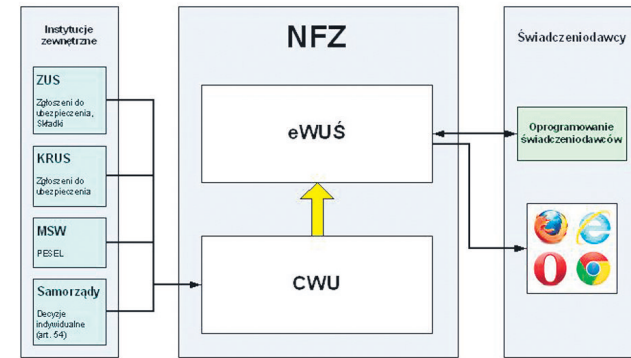 Instytucje
zewnętrzne
ZUS
Zgłoszeni do
ubezpieczenia,
Składki
KRUS
Zgłoszeni do
ubezpieczenia
MSW
PESEL
Samorządy
Decyzje
indywidualne
(art. 54)
NFZ
eWUŚ
CWU
Świadczeniodawcy
Oprogramowanie
świadczeniodawców